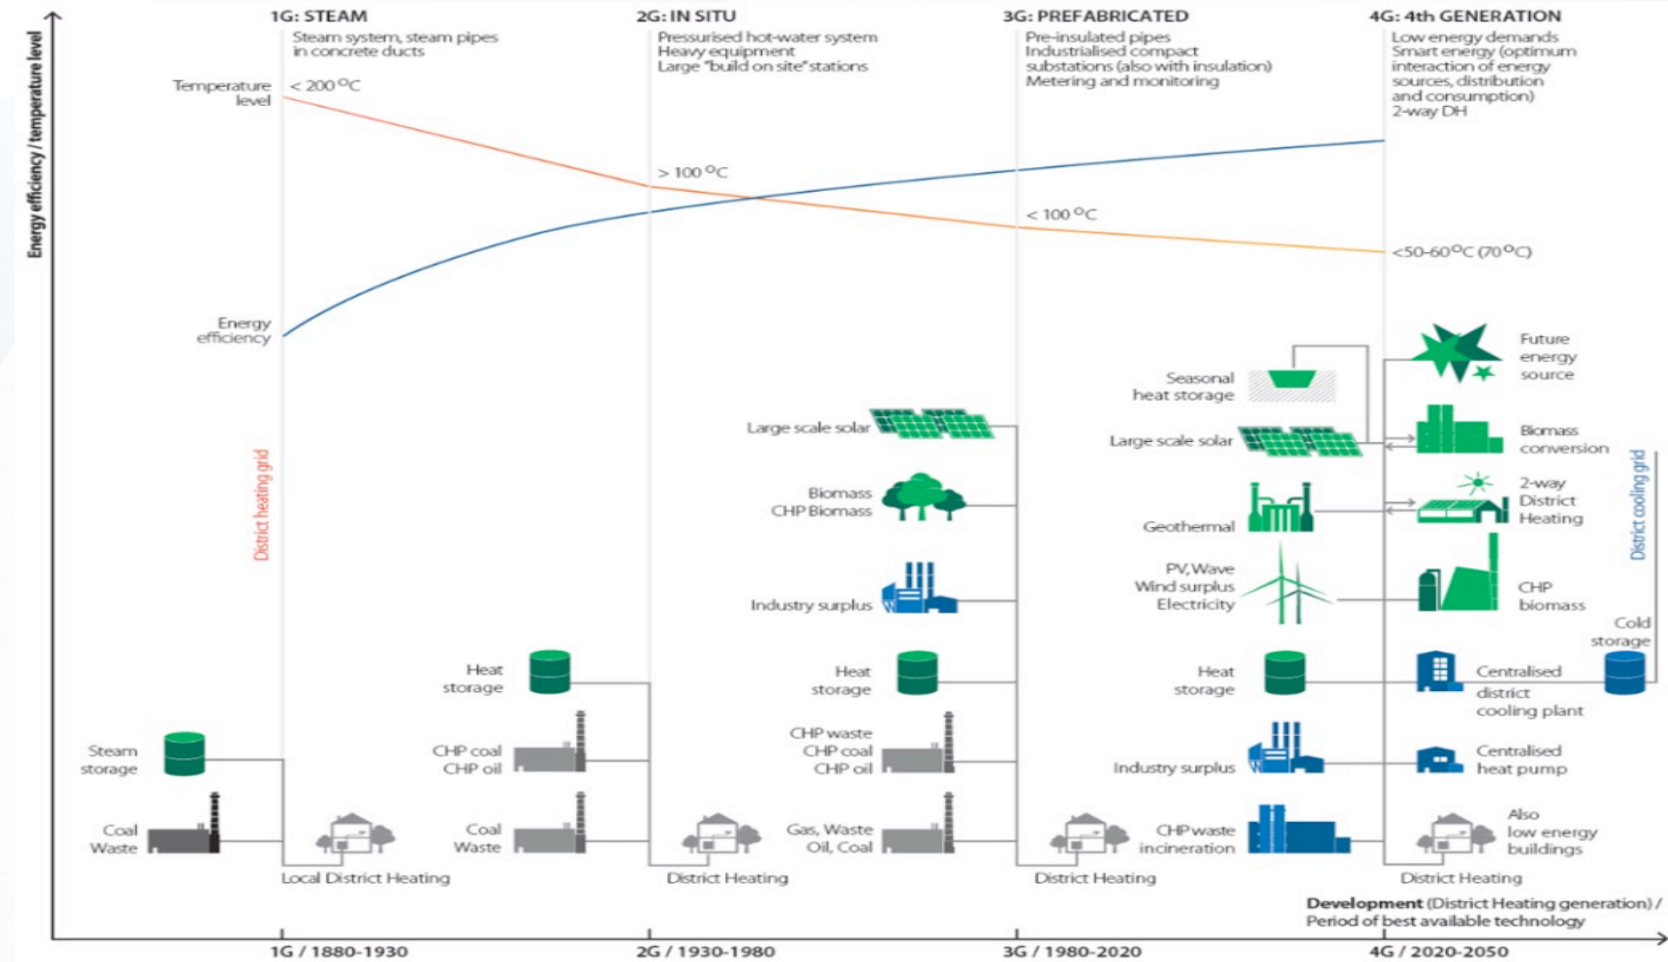 1G: STEAM
Steam system, steam pipes
in concrete ducts
2G: IN SITU
Pressurised hot-water system
Heavy equipment
Large "build on site" stations
3G: PREFABRICATED
Pre-insulated pipes
Industrialised compact
substations (also with insulation)
Metering and monitoring
4G: 4th GENERATION
Low energy demands
Smart energy (optimum
interaction of energy
sources, distribution
and consumption)
2-way DH
Energy efficiency / temperature level
Temperature
level
< 200 °C
> 100 °C
< 100 °C
<50-60°C (70°C)
Energy
efficiency
District heating grid
Steam
storage
Coal
Waste
Local District Heating
Heat
storage
CHP coal
CHP oil
Coal
Waste
District Heating
Large scale solar
Biomass
CHP Biomass
Industry surplus
Heat
storage
CHP waste
CHP coal
CHP oil
Gas, Waste
Oil, Coal
District Heating
Seasonal
heat storage
Large scale solar
Geothermal
PV, Wave
Wind surplus
Electricity
Heat
storage
Industry surplus
CHP waste
incineration
Future
energy
source
Biomass
conversion
2-way
District
Heating
CHP
biomass
Cold
storage
Centralised
district
cooling plant
Centralised
heat pump
Also
low energy
buildings
District Heating
District cooling grid
Development (District Heating generation) /
Period of best available technology
1G / 1880-1930
2G / 1930-1980
3G / 1980-2020
4G / 2020-2050